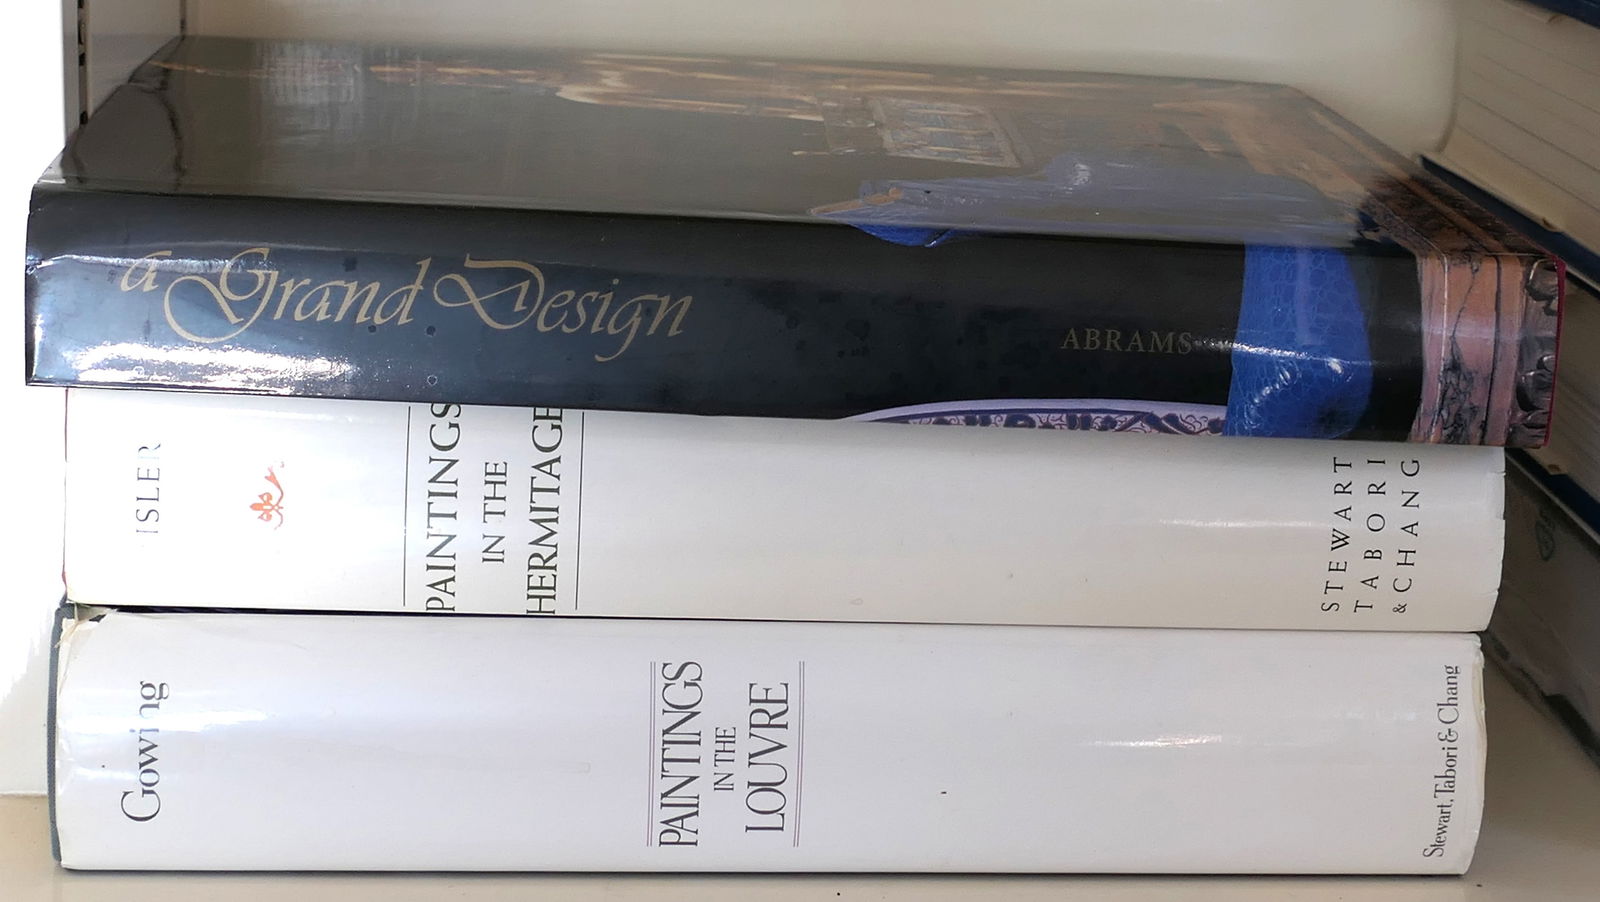 a Grand Design
ABRAMS
ISLER
PAINTINGS
IN THE
HERMITAGE
STEWART
TABORI
& CHANG
Gowing
PAINTINGS
IN THE
LOUVRE
Stewart, Tabori & Chang